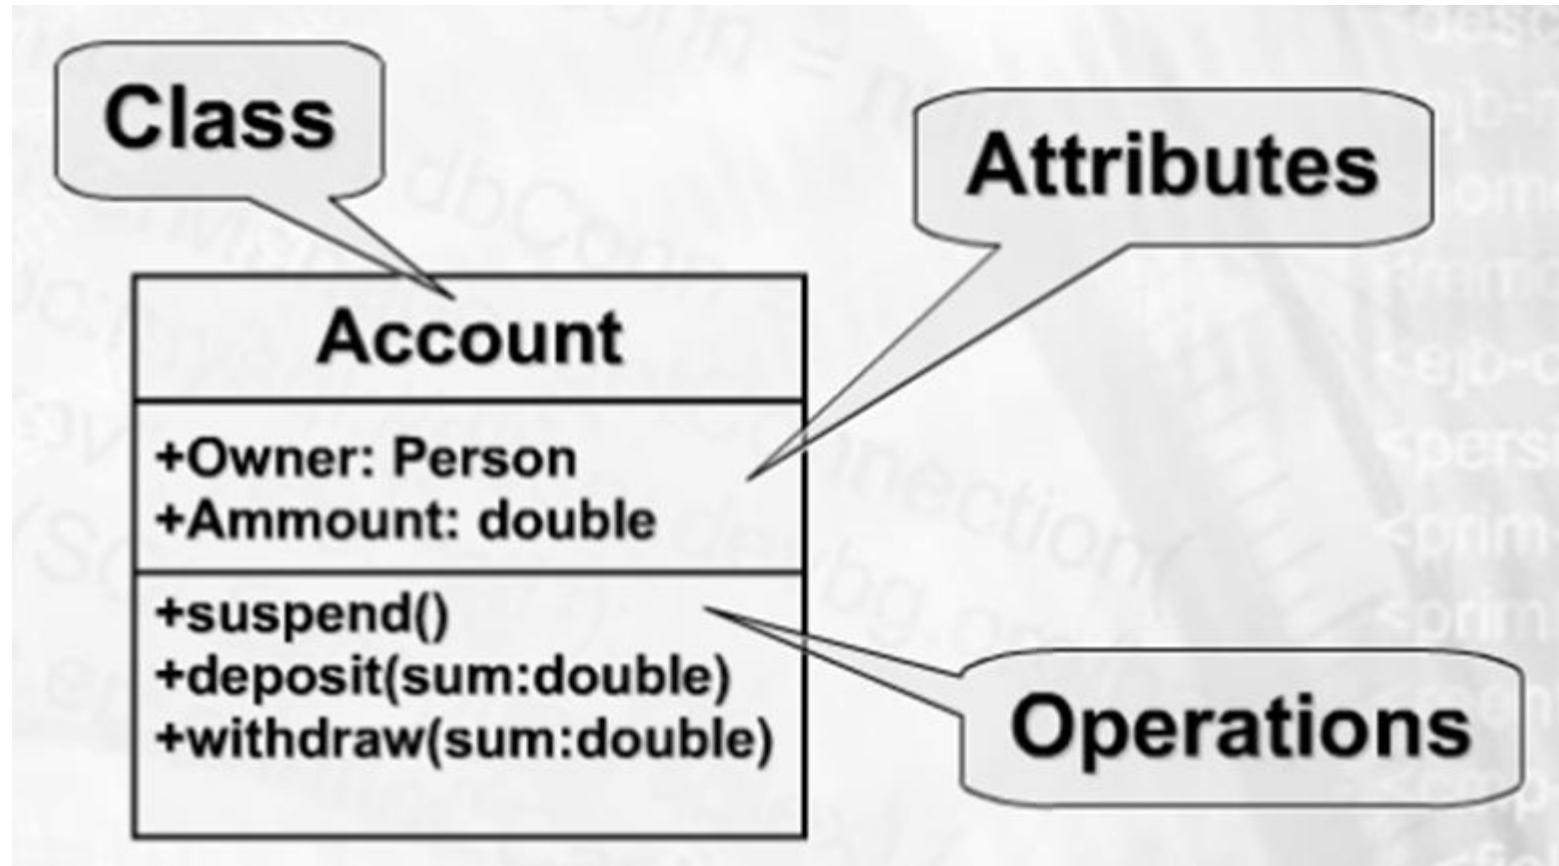 Class
Attributes
Account
+Owner: Person
+Ammount: double
+suspend()
+deposit(sum:double)
+withdraw(sum:double)
Operations